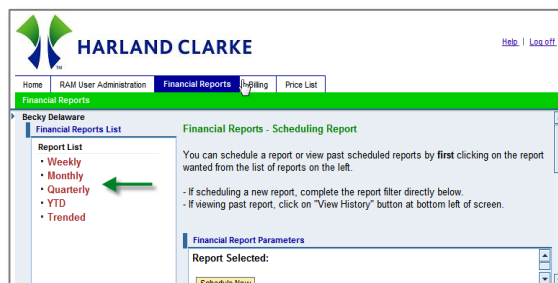 HARLAND CLARKE
TM
Help | Log off
Home RAM User Administration Financial Reports Billing Price List
Financial Reports
Becky Delaware
Financial Reports List
Report List
· Weekly
· Monthly
· Quarterly
· YTD
· Trended
Financial Reports - Scheduling Report
You can schedule a report or view past scheduled reports by first clicking on the report
wanted from the list of reports on the left.
- If scheduling a new report, complete the report filter directly below.
- If viewing past report, click on "View History" button at bottom left of screen.
Financial Report Parameters
Report Selected:
Schedule Now